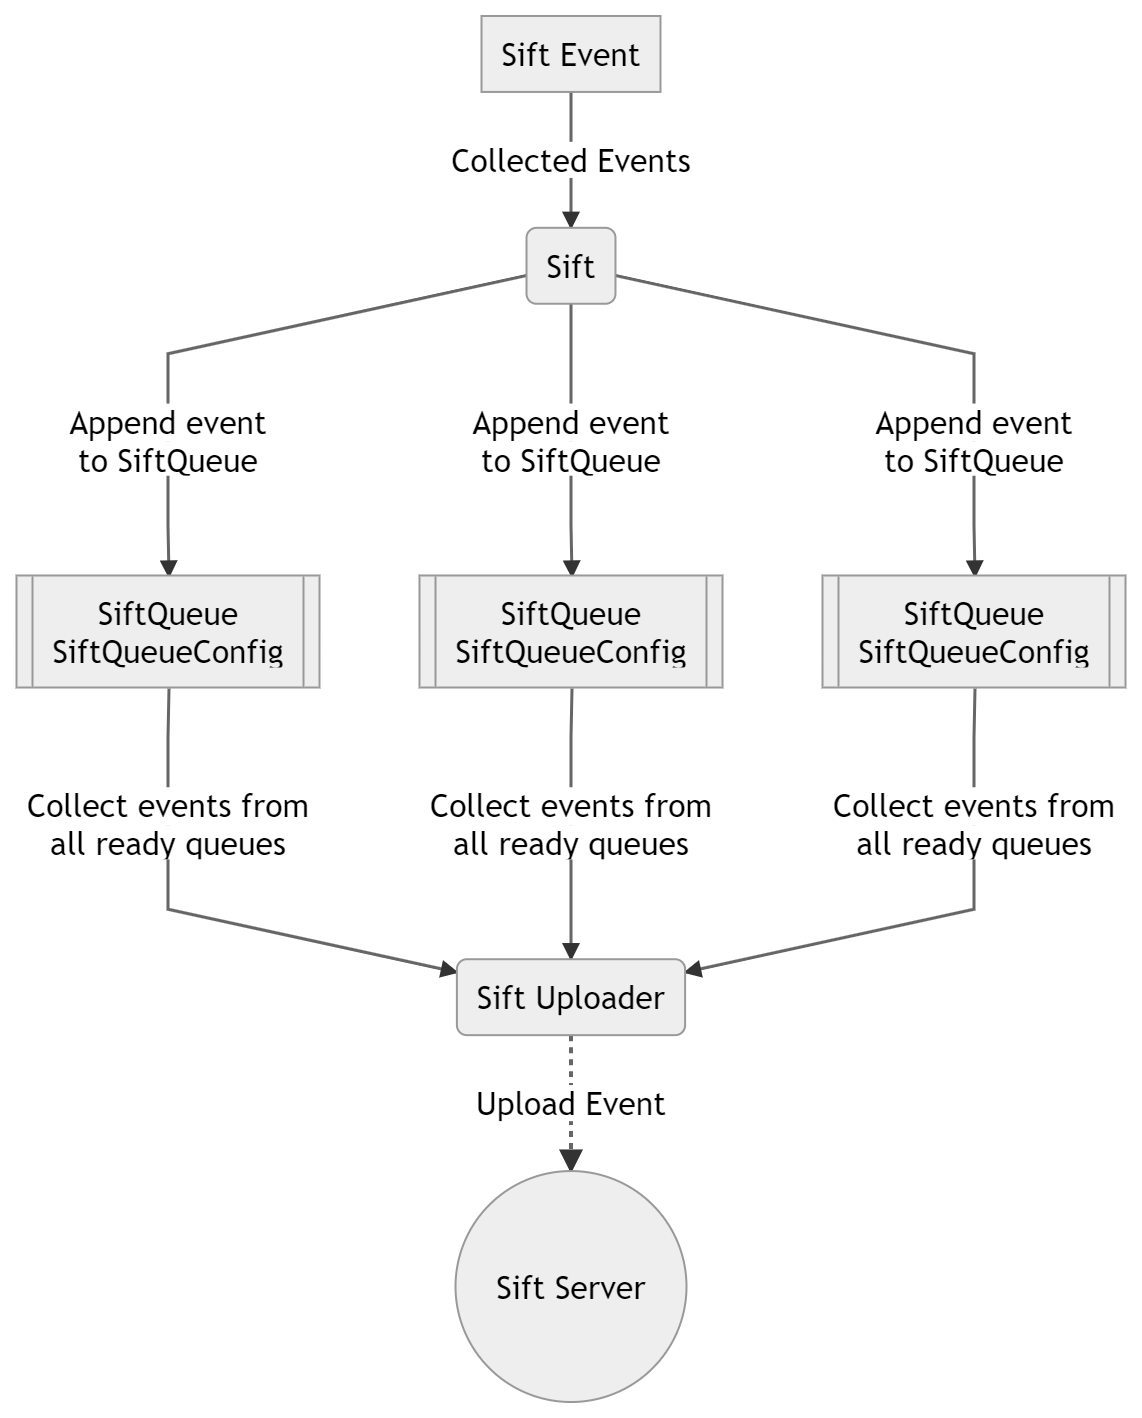 Sift Event
Collected Events
Sift
Append event
to SiftQueue
Append event
to SiftQueue
Append event
to SiftQueue
SiftQueue
SiftQueueConfig
SiftQueue
SiftQueueConfig
SiftQueue
SiftQueueConfig
Collect events from
all ready queues
Collect events from
all ready queues
Collect events from
all ready queues
Sift Uploader
Upload Event
Sift Server